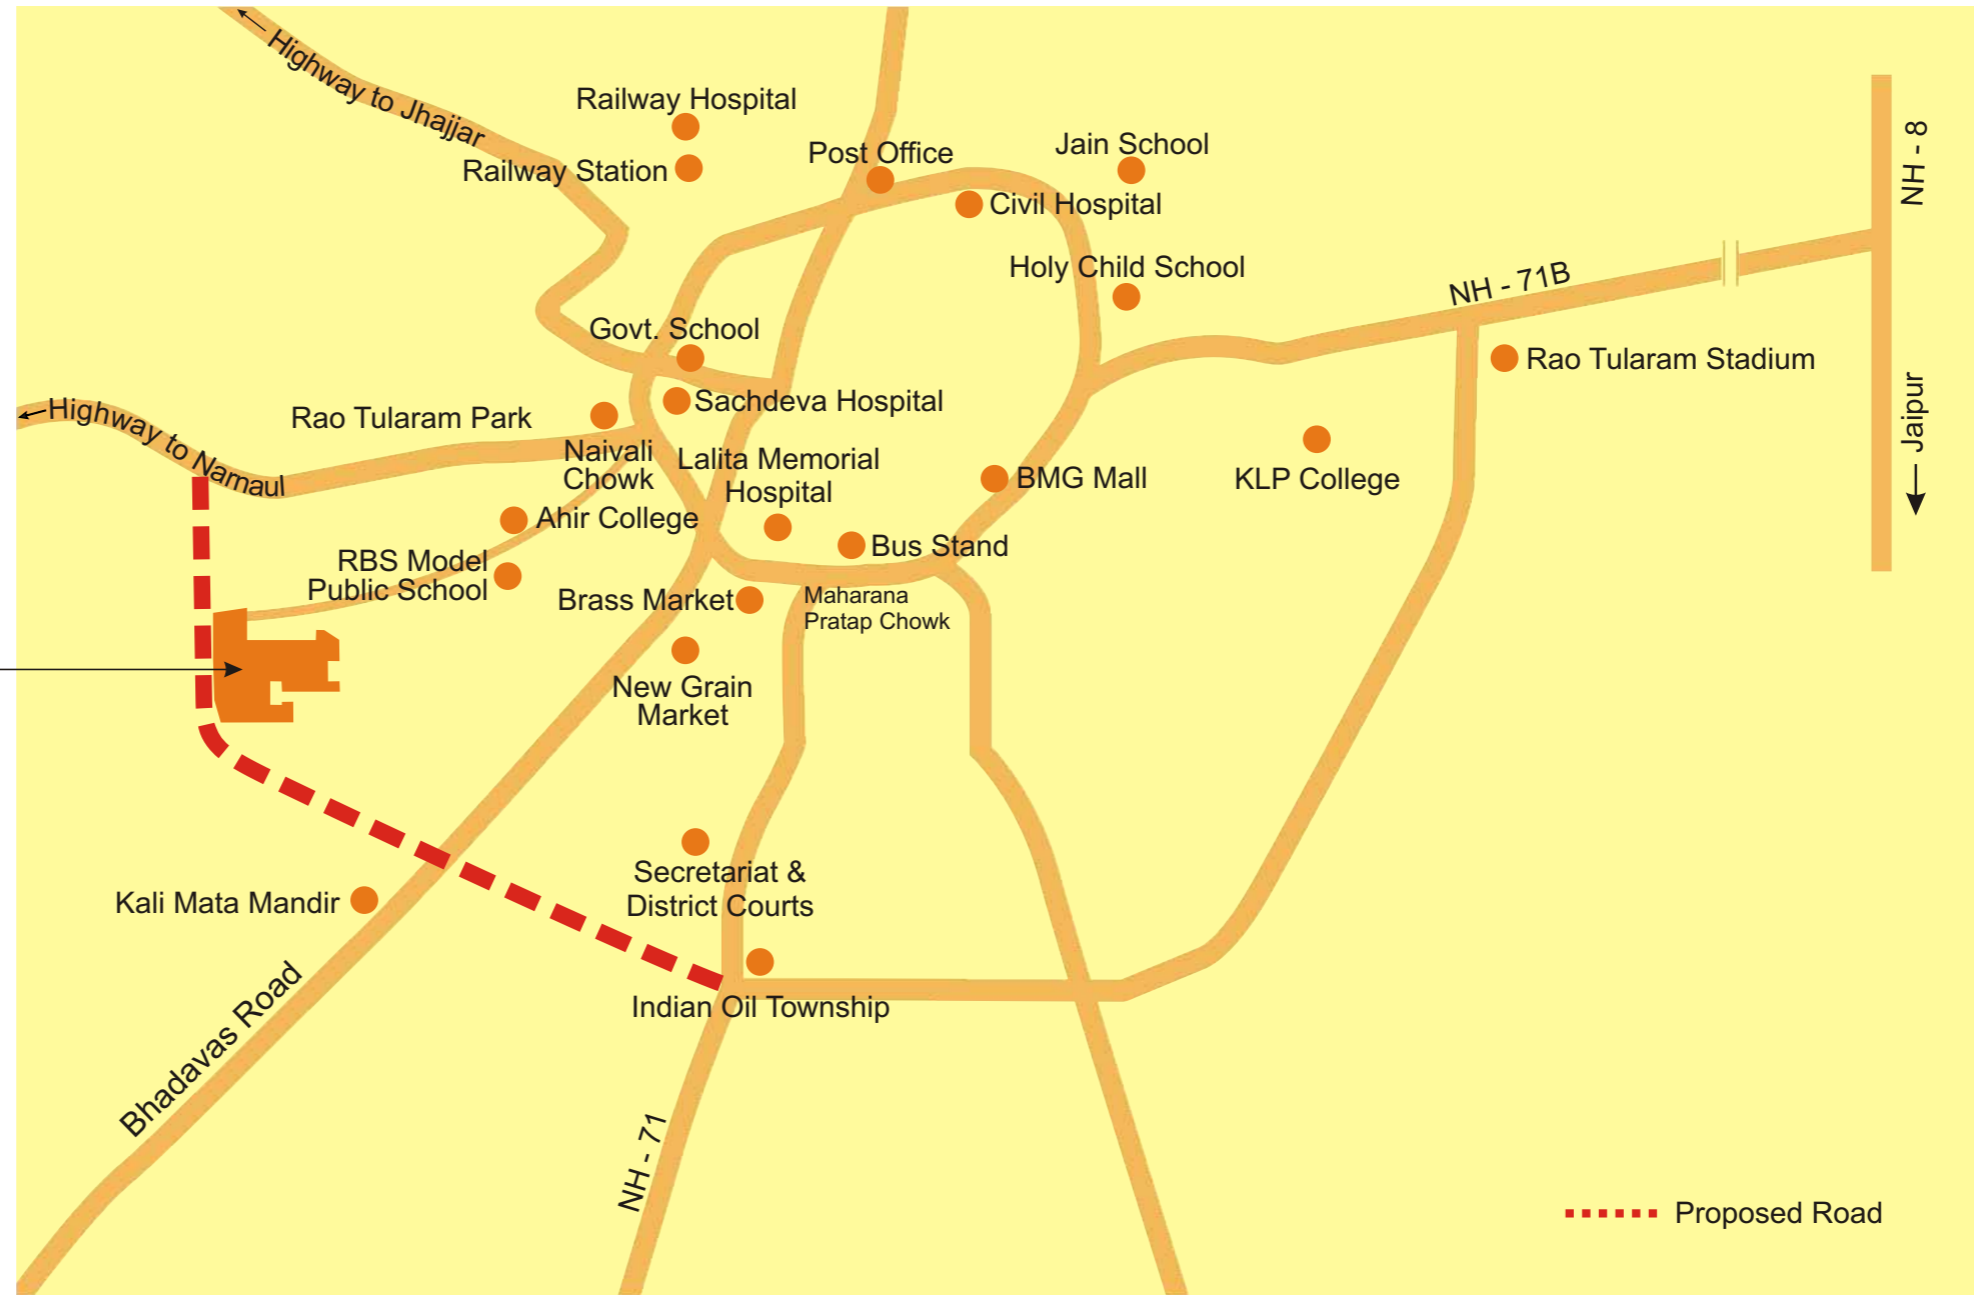 Highway to Jhajjar
Railway Hospital
Railway Station
Post Office
Jain School
Civil Hospital
NH - 8
Holy Child School
NH - 71B
Govt. School
Rao Tularam Stadium
Jaipur
Highway to Namaul
Rao Tularam Park
Sachdeva Hospital
Naivali
Chowk
Lalita Memorial
Hospital
BMG Mall
KLP College
Ahir College
Bus Stand
RBS Model
Public School
Brass Market
Maharana
Pratap Chowk
New Grain
Market
Secretariat &
District Courts
Kali Mata Mandir
Indian Oil Township
Bhadavas Road
NH - 71
Proposed Road